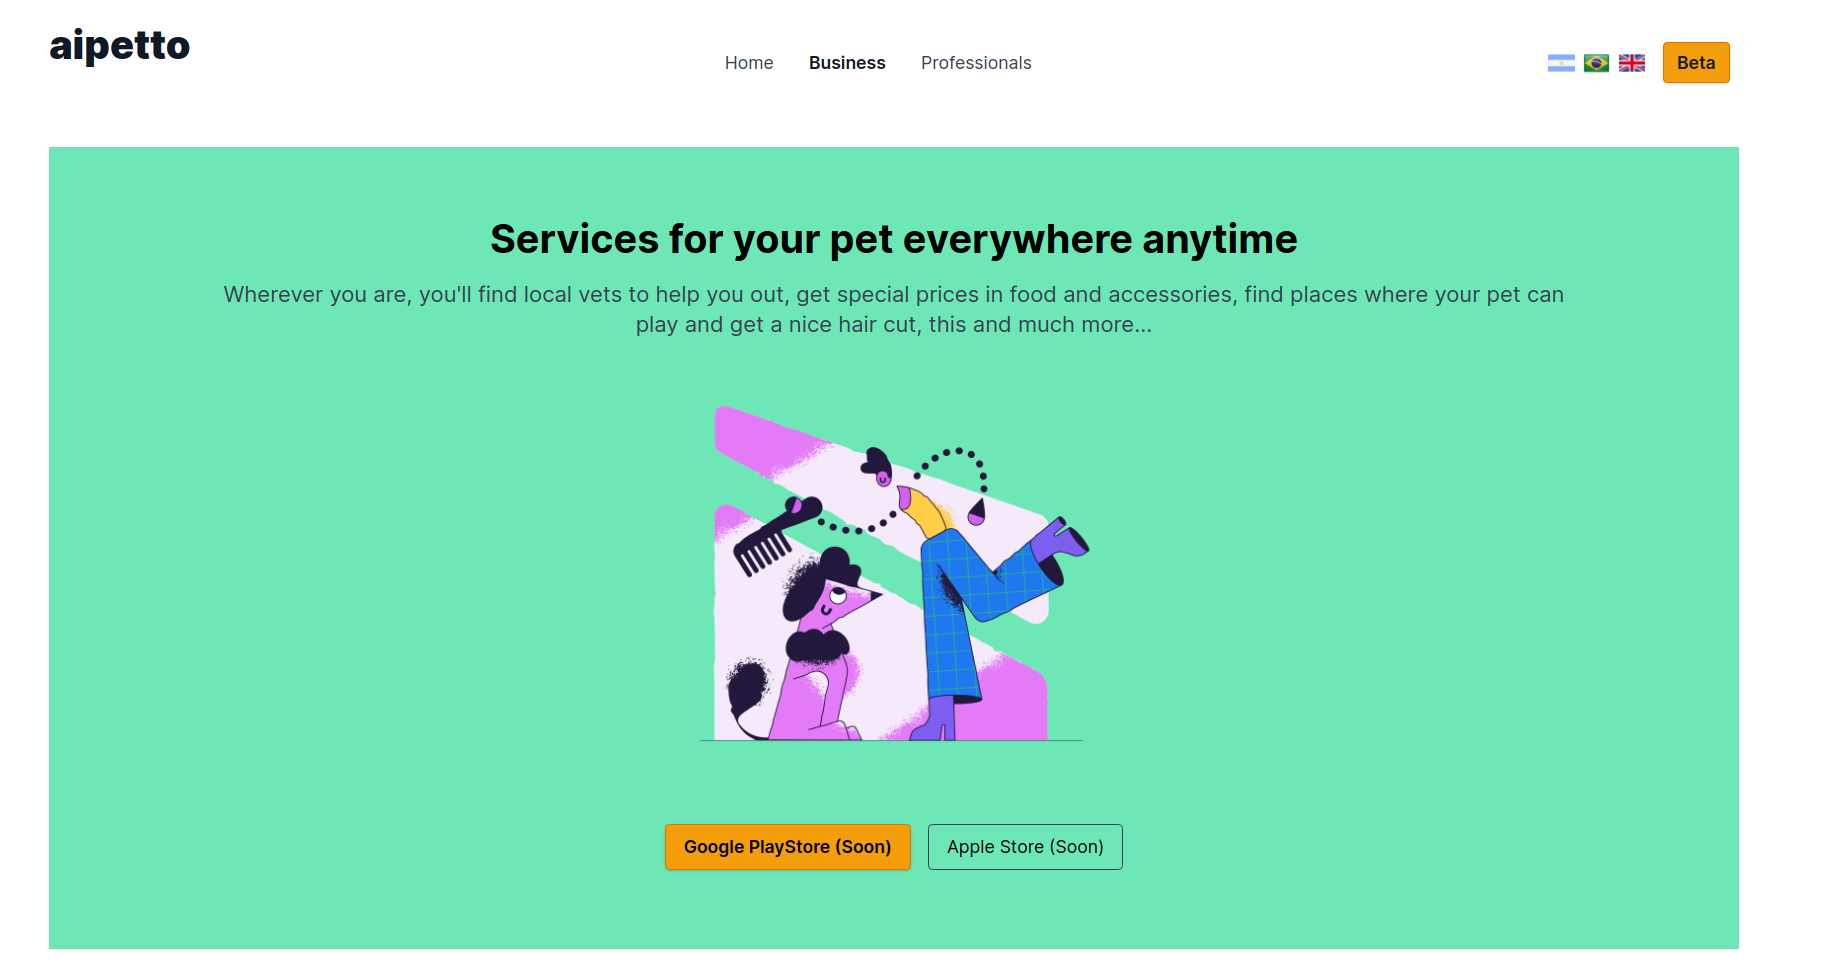 aipetto
Home Business Professionals
Beta
Services for your pet everywhere anytime
Wherever you are, you'll find local vets to help you out, get special prices in food and accessories, find places where your pet can
play and get a nice hair cut, this and much more...
Google PlayStore (Soon) Apple Store (Soon)